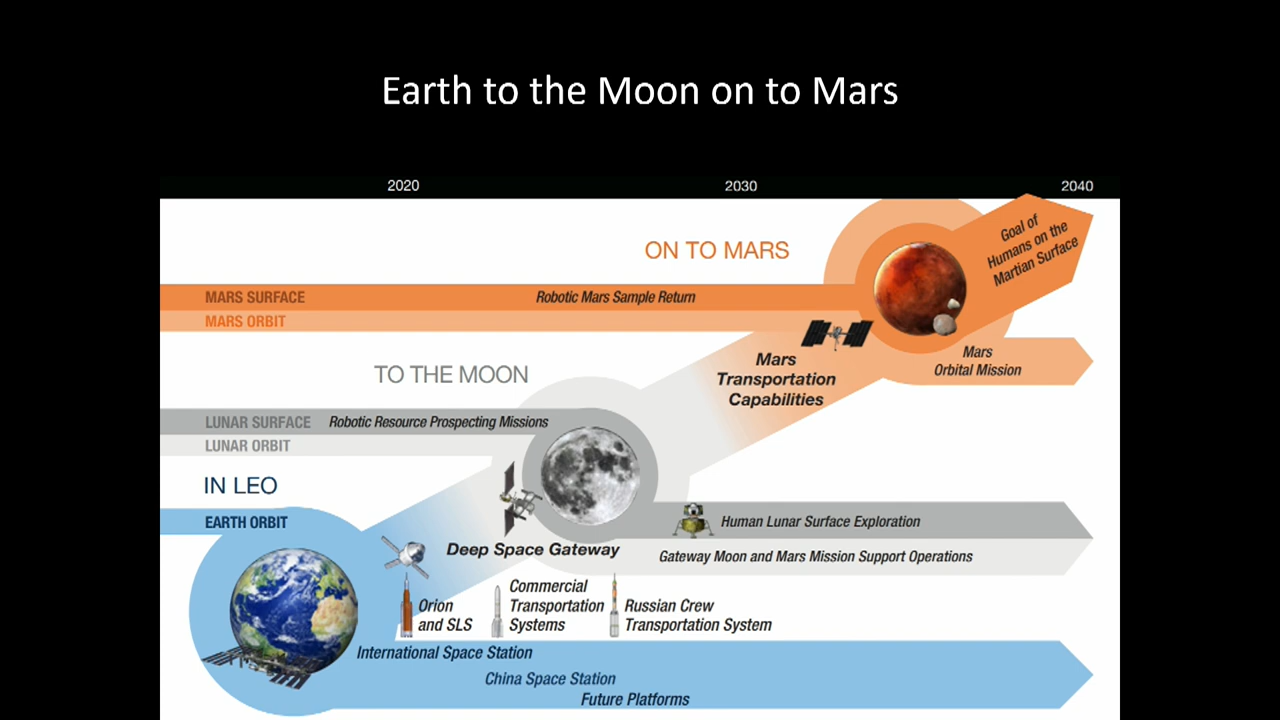 Earth to the Moon on to Mars
2020 2030 2040
Goal of
Humans on the
Martian Surface
ON TO MARS
MARS SURFACE Robotic Mars Sample Return
MARS ORBIT
Mars
Orbital Mission
Mars
Transportation
Capabilities
TO THE MOON
LUNAR SURFACE Robotic Resource Prospecting Missions
LUNAR ORBIT
IN LEO
EARTH ORBIT
Human Lunar Surface Exploration
Deep Space Gateway
Gateway Moon and Mars Mission Support Operations
Orion
and SLS
Commercial
Transportation
Systems
Russian Crew
Transportation System
International Space Station
China Space Station
Future Platforms